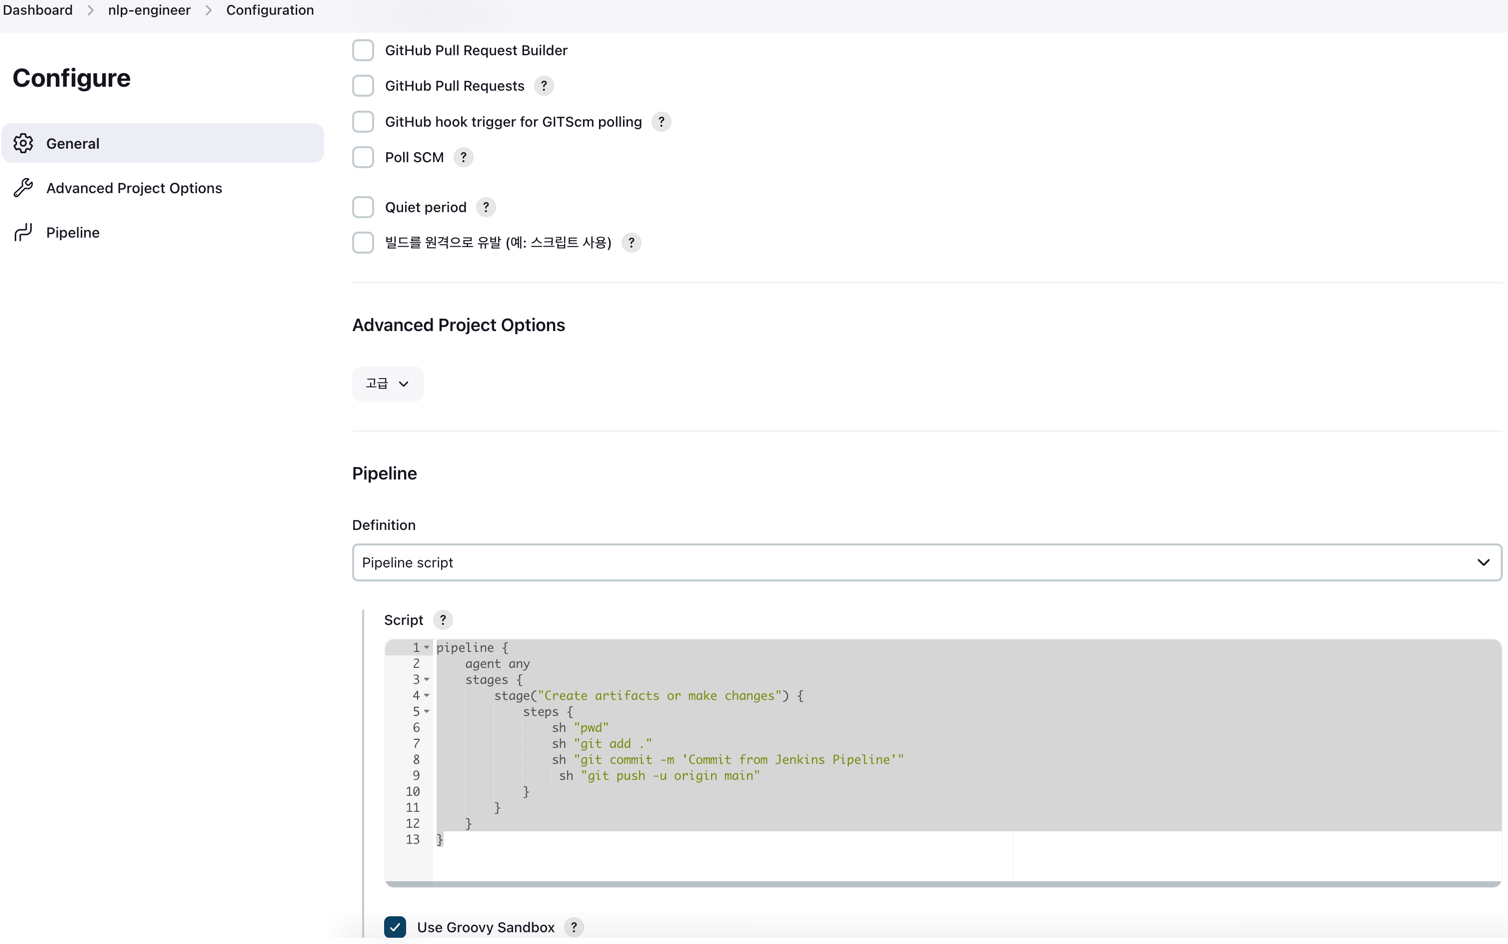 Dashboard > nlp-engineer > Configuration
Configure
General
Advanced Project Options
Pipeline
GitHub Pull Request Builder
GitHub Pull Requests ?
GitHub hook trigger for GITScm polling ?
Poll SCM ?
Quiet period ?
빌드를 원격으로 유발 (예: 스크립트 사용) ?
Advanced Project Options
고급
Pipeline
Definition
Pipeline script
Script ?
1 pipeline {
2     agent any
3     stages {
4         stage("Create artifacts or make changes") {
5             steps {
6                 sh "pwd"
7                 sh "git add ."
8                 sh "git commit -m 'Commit from Jenkins Pipeline'"
9                  sh "git push -u origin main"
10             }
11         }
12     }
13 }
Use Groovy Sandbox ?